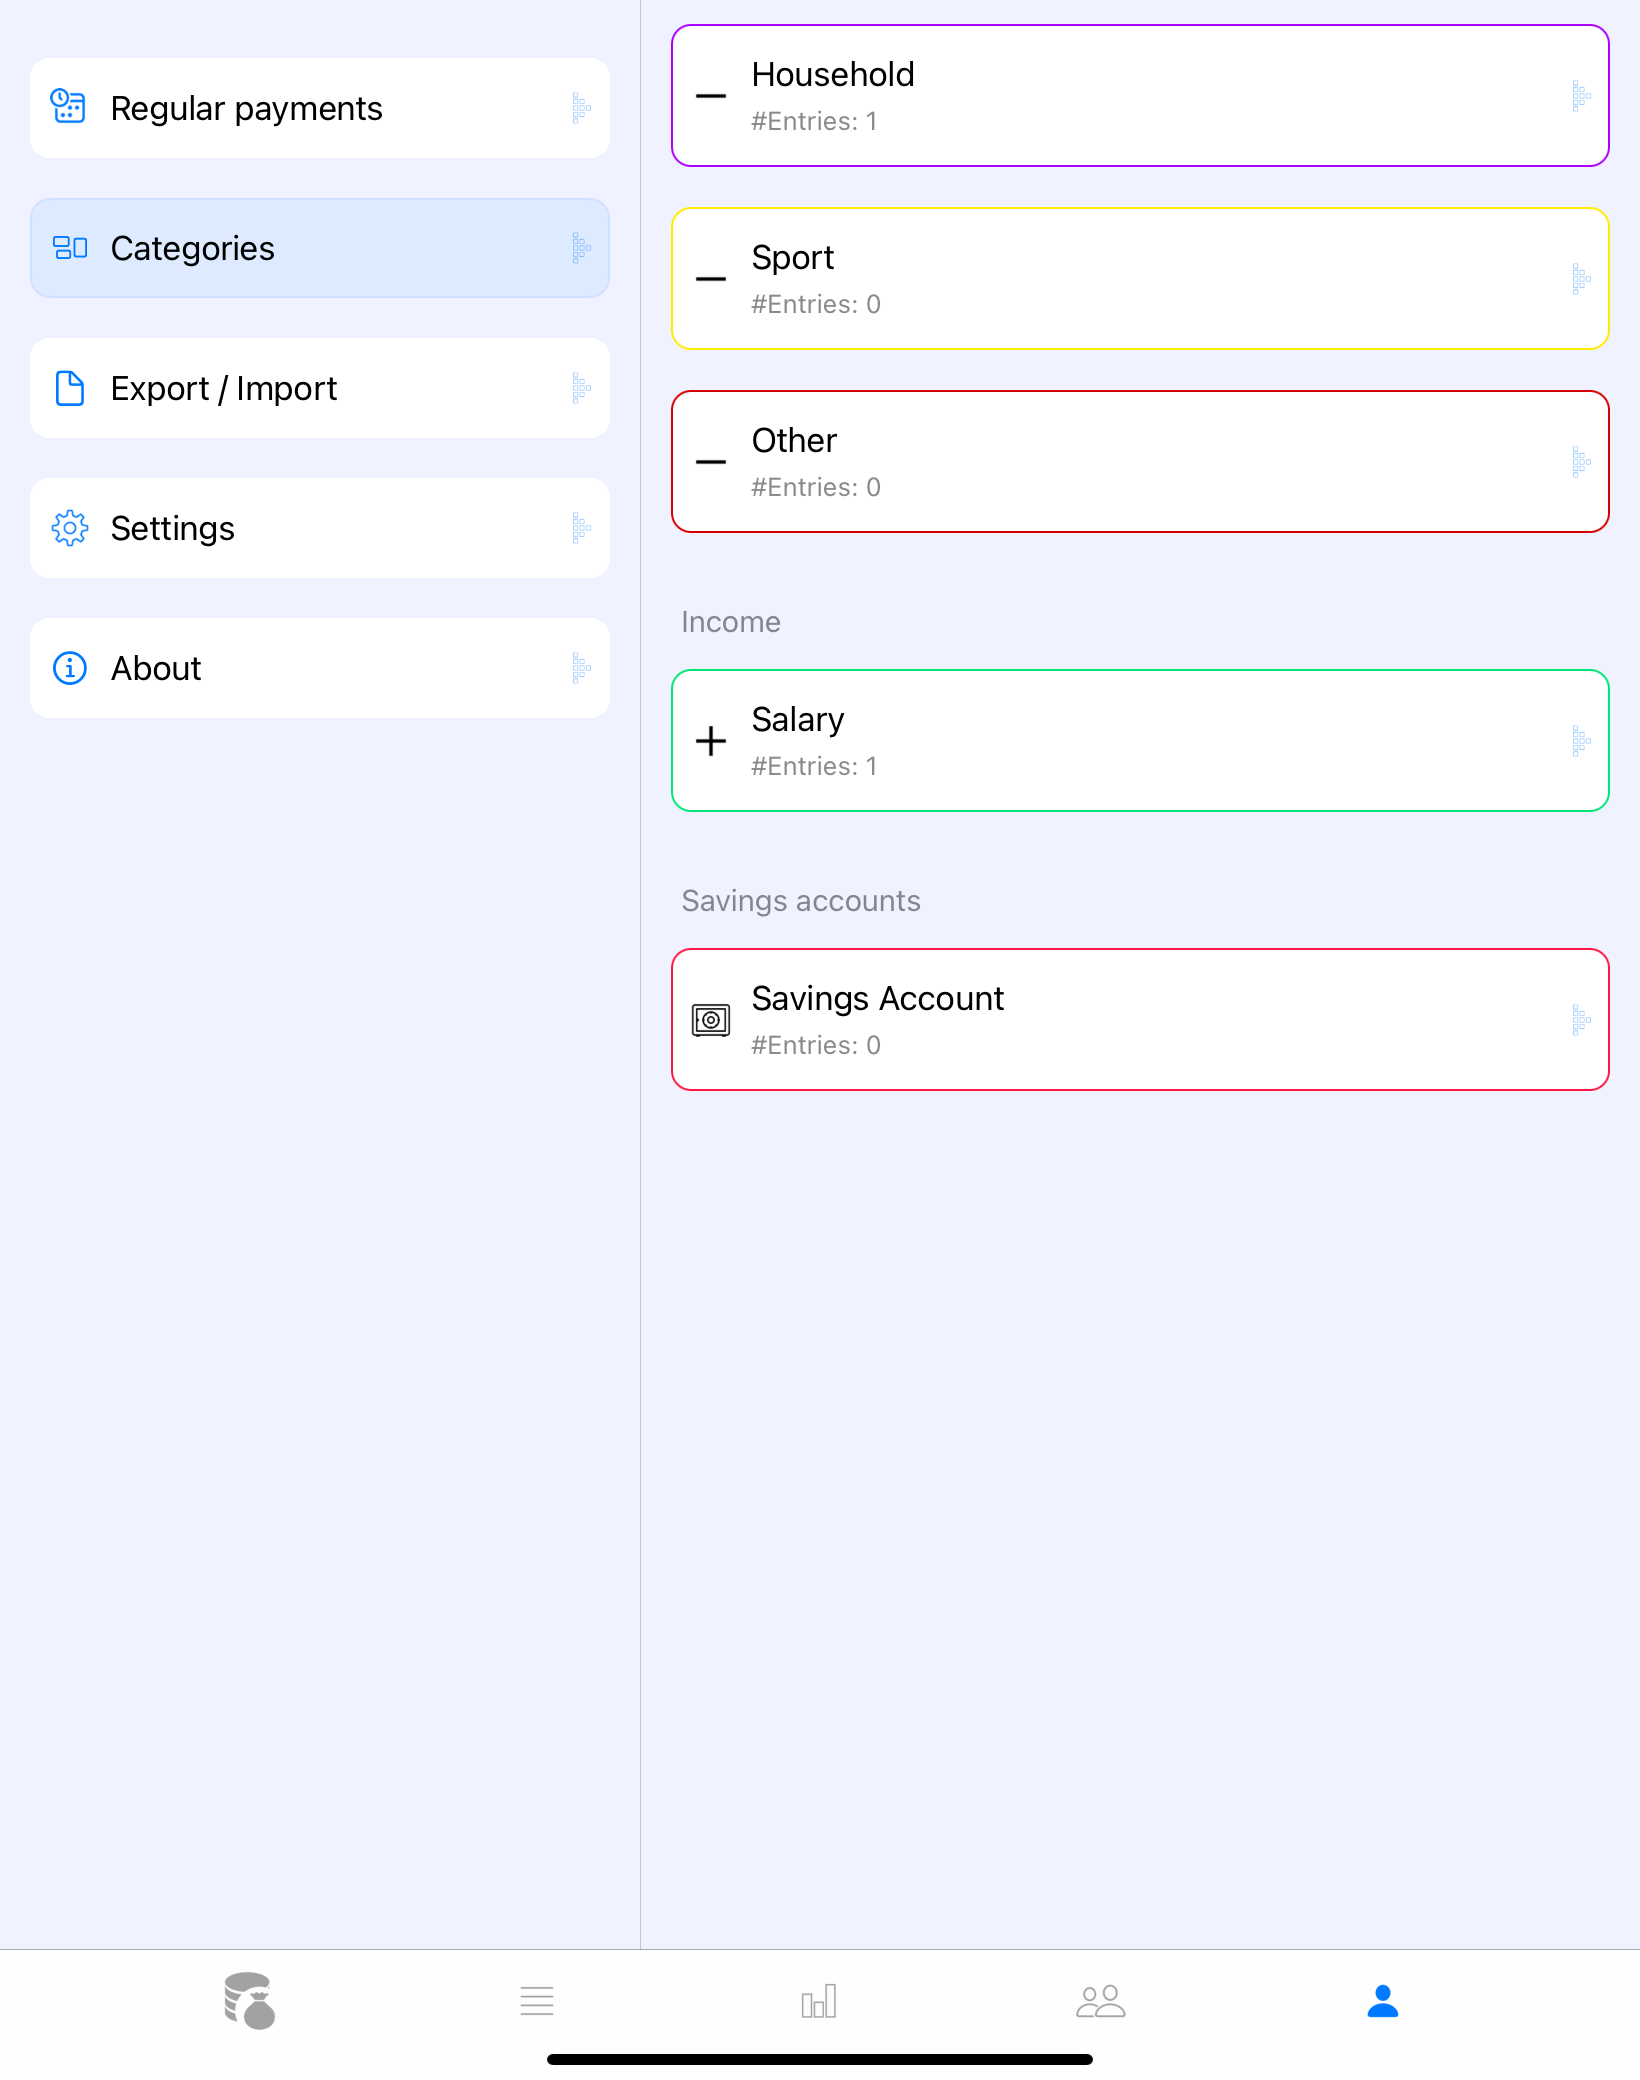 Regular payments
Categories
Export / Import
Settings
About
Household
#Entries: 1
Sport
#Entries: 0
Other
#Entries: 0
Income
Salary
#Entries: 1
Savings accounts
Savings Account
#Entries: 0